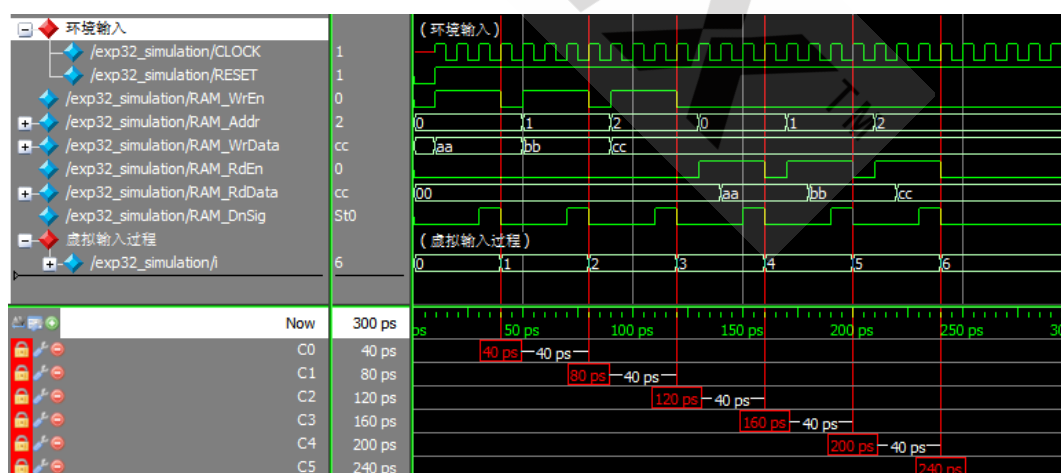 环境输入 (环境输入)
/exp32_simulation/CLOCK 1
/exp32_simulation/RESET 1
/exp32_simulation/RAM_WrEn 0
/exp32_simulation/RAM_Addr 2 0 1 2 0 1 2
/exp32_simulation/RAM_WrData cc aa bb cc
/exp32_simulation/RAM_RdEn 0
/exp32_simulation/RAM_RdData cc 00 aa bb cc
/exp32_simulation/RAM_DnSig St0
虚拟输入过程 (虚拟输入过程)
/exp32_simulation/i 6 0 1 2 3 4 5 6
Now 300 ps ps 50 ps 100 ps 150 ps 200 ps 250 ps 30
C0 40 ps 40 ps 40 ps
C1 80 ps 80 ps 40 ps
C2 120 ps 120 ps 40 ps
C3 160 ps 160 ps 40 ps
C4 200 ps 200 ps 40 ps
C5 240 ps 240 ps
TM